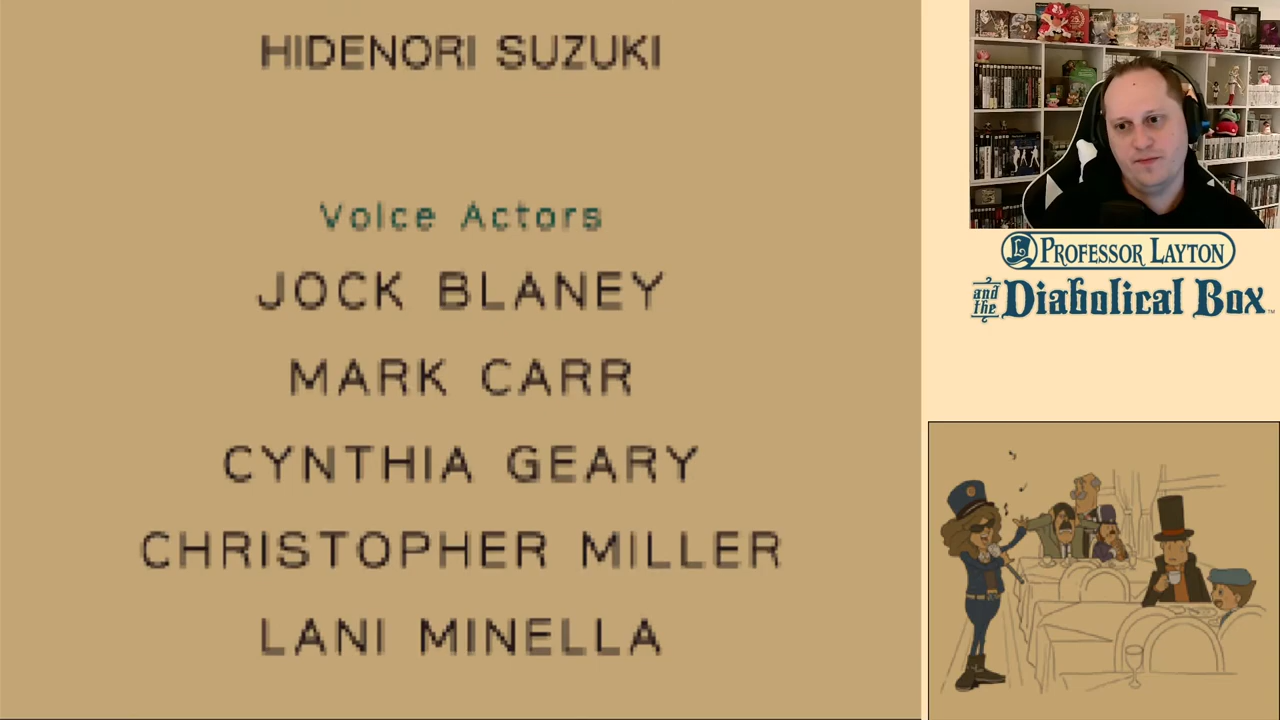 HIDENORI SUZUKI
Voice Actors
JOCK BLANEY
MARK CARR
CYNTHIA GEARY
CHRISTOPHER MILLER
LANI MINELLA
PROFESSOR LAYTON
and the Diabolical Box™